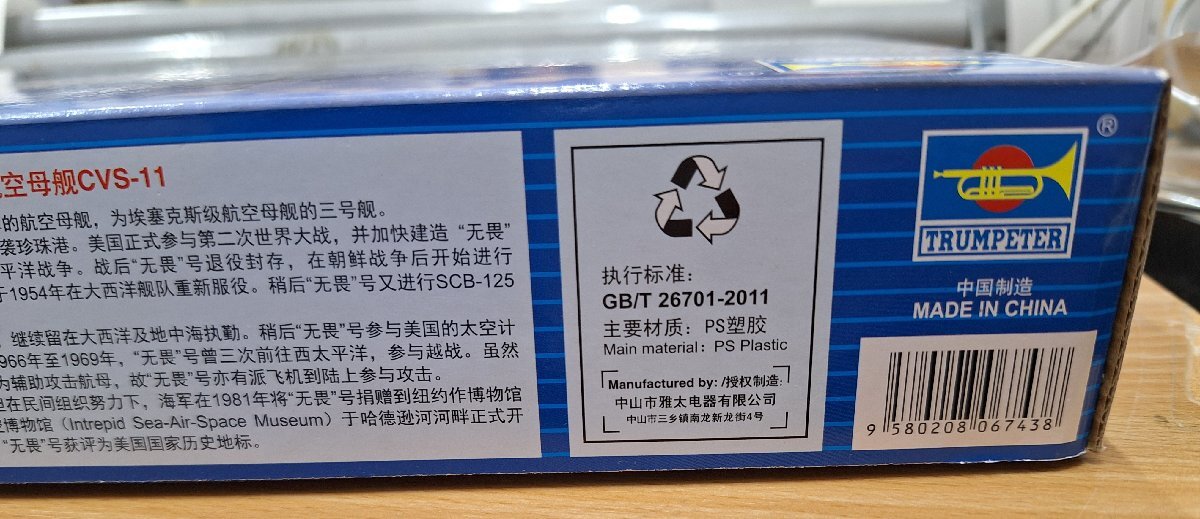 空母舰CVS-11
的航空母舰，为埃塞克斯级航空母舰的三号舰。
袭珍珠港。美国正式参与第二次世界大战，并加快建造“无畏”
平洋战争。战后“无畏”号退役封存，在朝鲜战争后开始进行
于1954年在大西洋舰队重新服役。稍后“无畏”号又进行SCB-125
，继续留在大西洋及地中海执勤。稍后“无畏”号参与美国的太空计
966年至1969年，“无畏”号曾三次前往西太平洋，参与越战。虽然
为辅助攻击航母，故“无畏”号亦有派飞机到陆上参与攻击。
但在民间组织努力下，海军在1981年将“无畏”号捐赠到纽约作博物馆
博物馆（Intrepid Sea-Air-Space Museum）于哈德逊河河畔正式开
“无畏”号获评为美国国家历史地标。
执行标准：
GB/T 26701-2011
主要材质：PS塑胶
Main material：PS Plastic
Manufactured by: /授权制造:
中山市雅太电器有限公司
中山市三乡镇南龙新龙街4号
®
TRUMPETER
中国制造
MADE IN CHINA
9 580208 067438